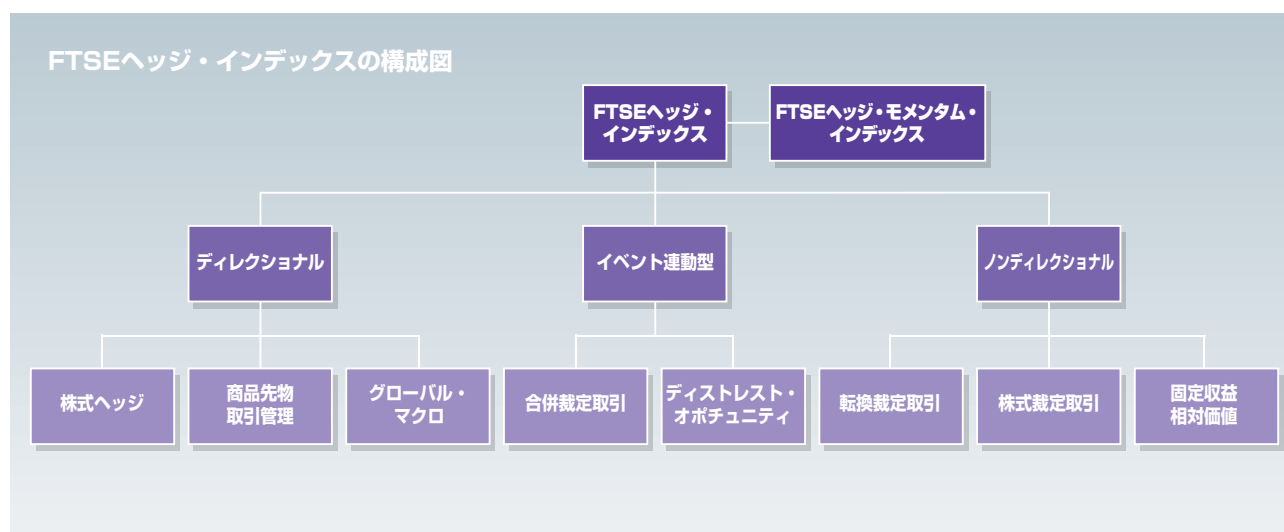 FTSEヘッジ・インデックスの構成図
FTSEヘッジ・
インデックス
FTSEヘッジ・モメンタム・
インデックス
ディレクショナル
イベント連動型
ノンディレクショナル
株式ヘッジ
商品先物
取引管理
グローバル・
マクロ
合併裁定取引
ディストレスト・
オポチュニティ
転換裁定取引
株式裁定取引
固定収益
相対価値